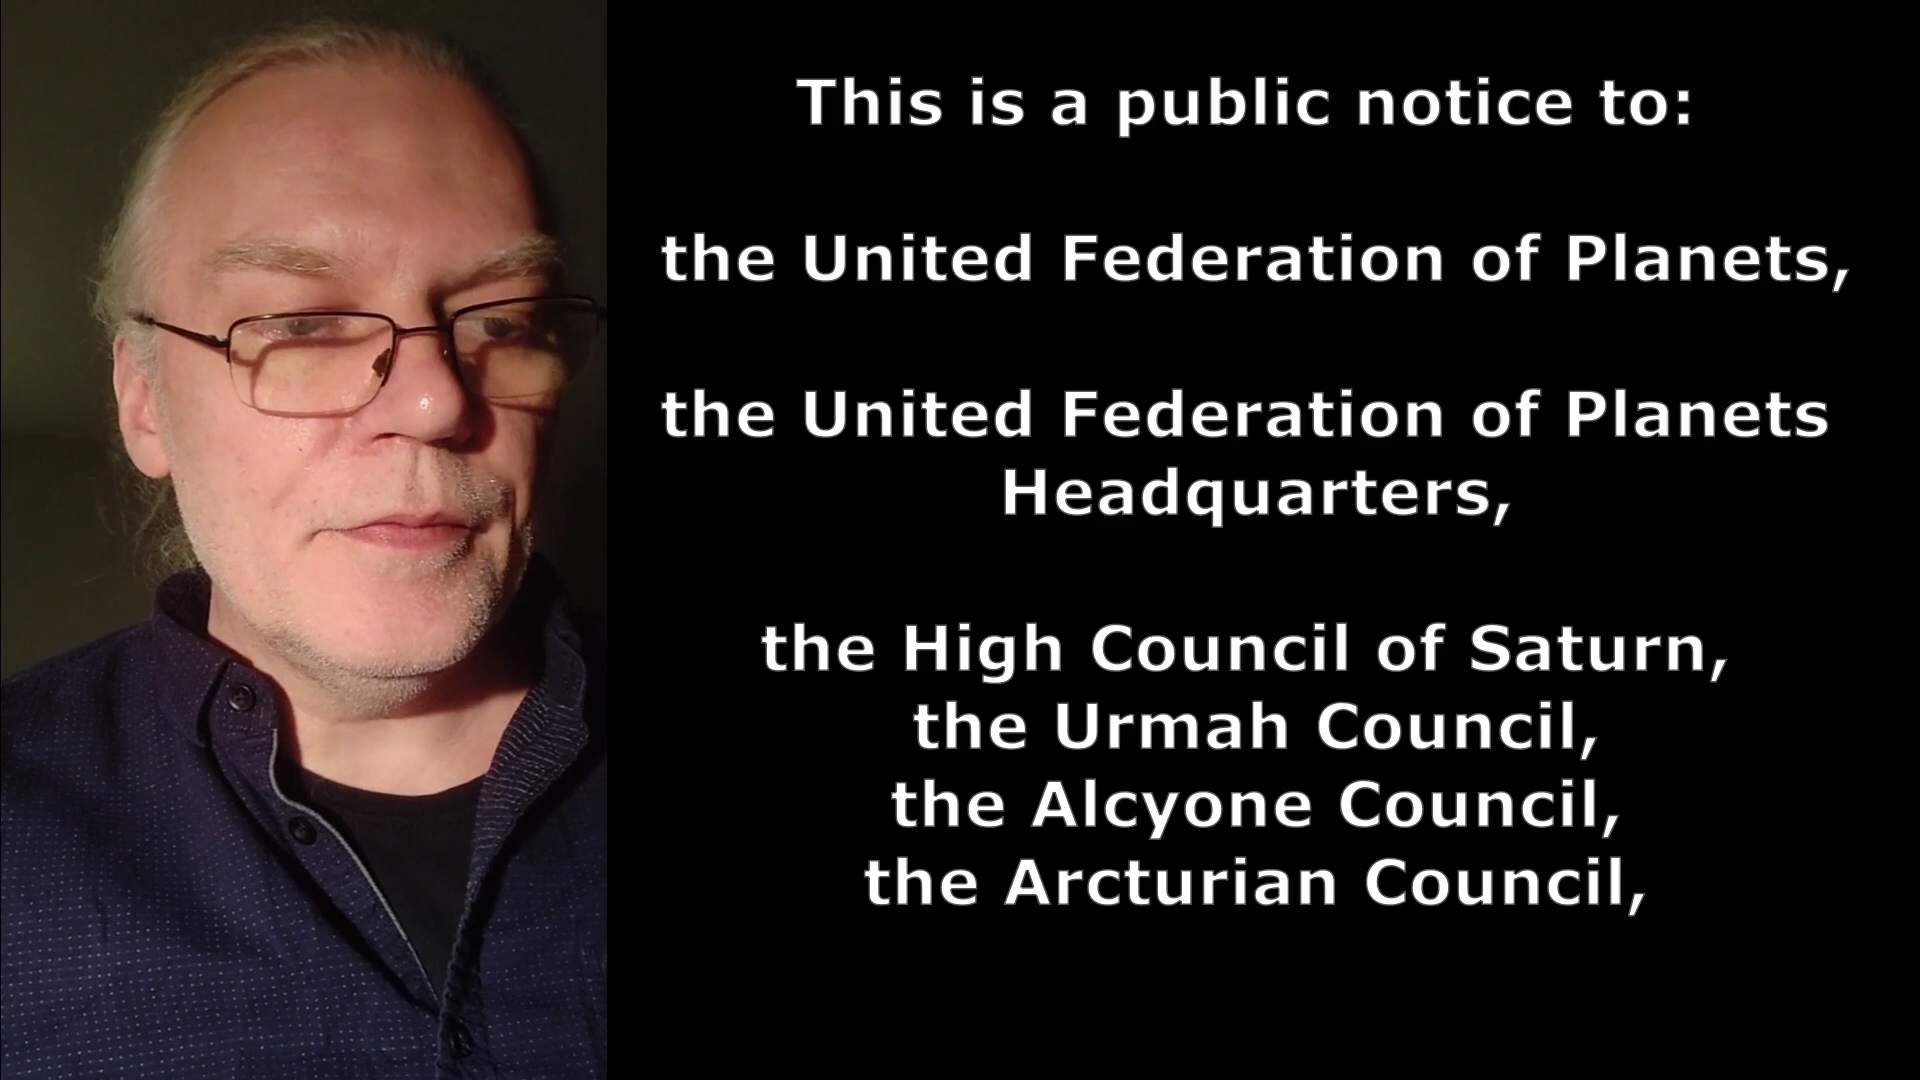 This is a public notice to:
the United Federation of Planets,
the United Federation of Planets
Headquarters,
the High Council of Saturn,
the Urmah Council,
the Alcyone Council,
the Arcturian Council,